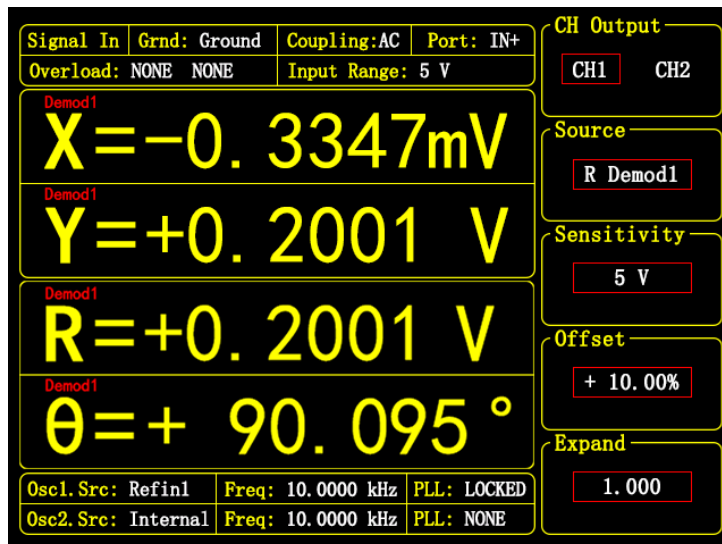 Signal In Grnd: Ground Coupling:AC Port: IN+
Overload: NONE NONE Input Range: 5 V
Demod1
X=-0.3347mV
Demod1
Y=+0.2001 V
Demod1
R=+0.2001 V
Demod1
θ=+ 90.095°
Osc1.Src: Refin1 Freq: 10.0000 kHz PLL: LOCKED
Osc2.Src: Internal Freq: 10.0000 kHz PLL: NONE
CH Output
CH1 CH2
Source
R Demod1
Sensitivity
5 V
Offset
+ 10.00%
Expand
1.000